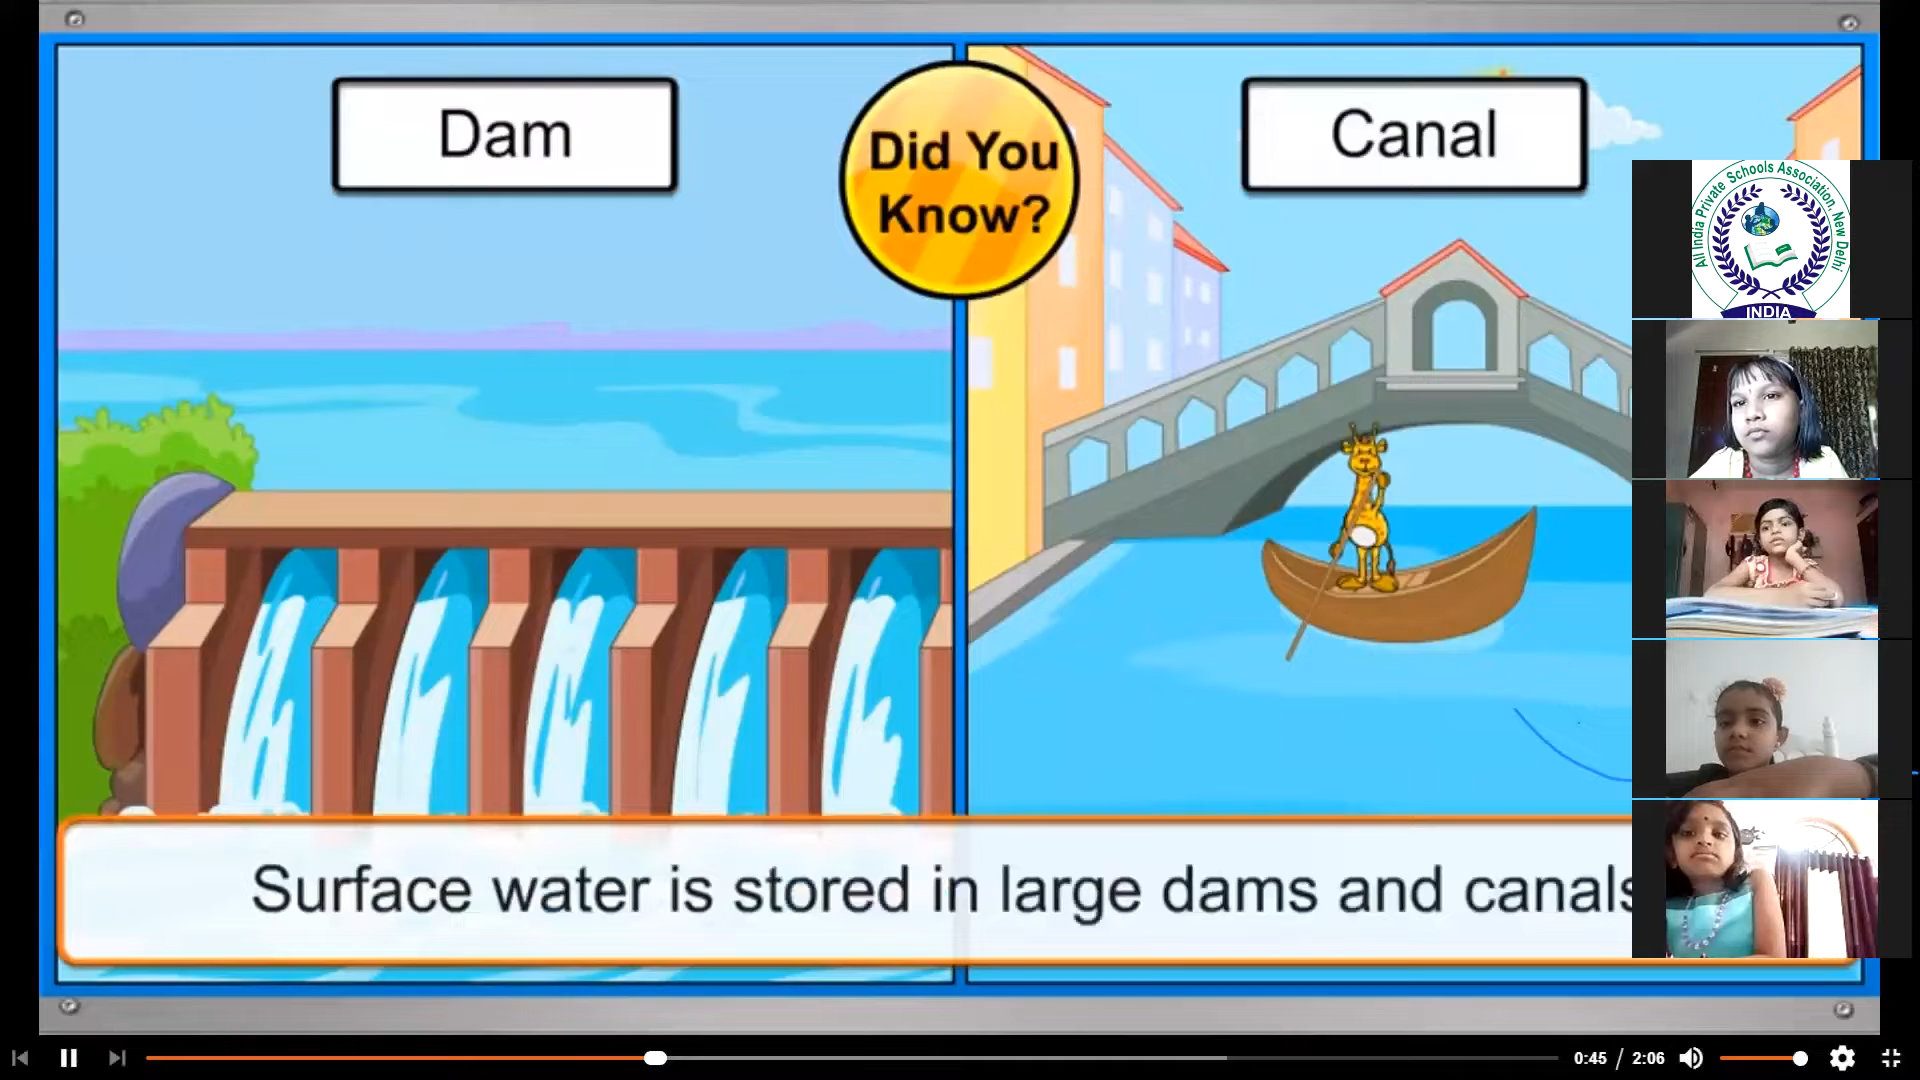 Dam
Did You
Know?
Canal
All India Private Schools Association, New Delhi
INDIA
Surface water is stored in large dams and canals
0:45 / 2:06